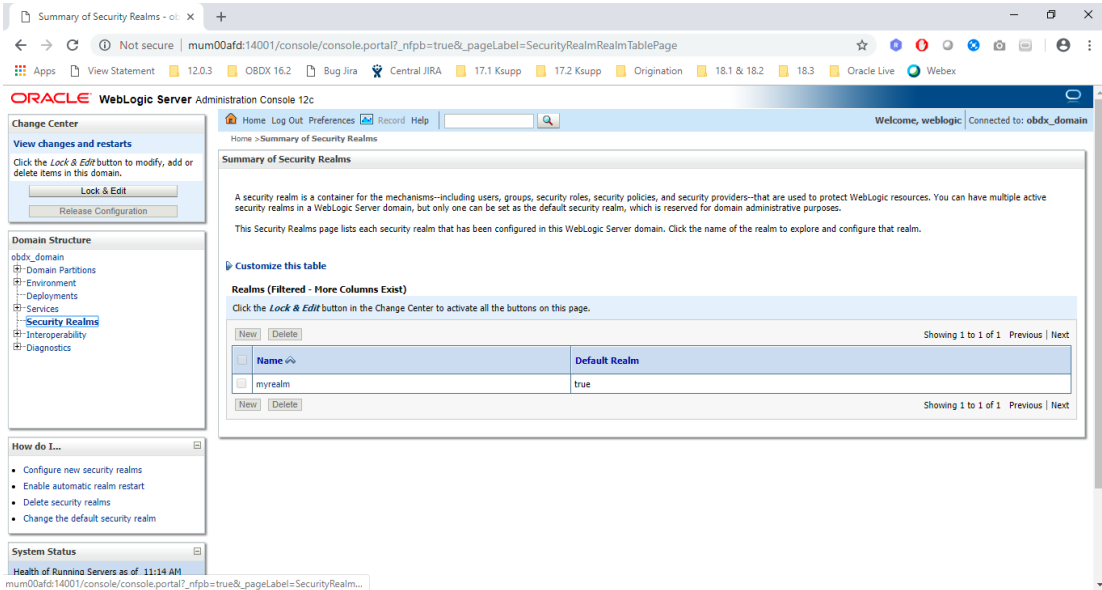 Summary of Security Realms - ob
Not secure | mum00afd:14001/console/console.portal?_nfpb=true&_pageLabel=SecurityRealmRealmTablePage
Apps View Statement 12.0.3 OBDX 16.2 Bug Jira Central JIRA 17.1 Ksupp 17.2 Ksupp Origination 18.1 & 18.2 18.3 Oracle Live Webex
ORACLE WebLogic Server Administration Console 12c
Change Center
View changes and restarts
Click the Lock & Edit button to modify, add or
delete items in this domain.
Lock & Edit
Release Configuration
Domain Structure
obdx_domain
Domain Partitions
Environment
Deployments
Services
Security Realms
Interoperability
Diagnostics
How do I...
Configure new security realms
Enable automatic realm restart
Delete security realms
Change the default security realm
System Status
Health of Running Servers as of 11:14 AM
mum00afd:14001/console/console.portal?_nfpb=true&_pageLabel=SecurityRealm...
Home Log Out Preferences Record Help
Welcome, weblogic Connected to: obdx_domain
Home >Summary of Security Realms
Summary of Security Realms
A security realm is a container for the mechanisms--including users, groups, security roles, security policies, and security providers--that are used to protect WebLogic resources. You can have multiple active
security realms in a WebLogic Server domain, but only one can be set as the default security realm, which is reserved for domain administrative purposes.
This Security Realms page lists each security realm that has been configured in this WebLogic Server domain. Click the name of the realm to explore and configure that realm.
Customize this table
Realms (Filtered - More Columns Exist)
Click the Lock & Edit button in the Change Center to activate all the buttons on this page.
New Delete Showing 1 to 1 of 1 Previous | Next
Name Default Realm
myrealm true
New Delete Showing 1 to 1 of 1 Previous | Next